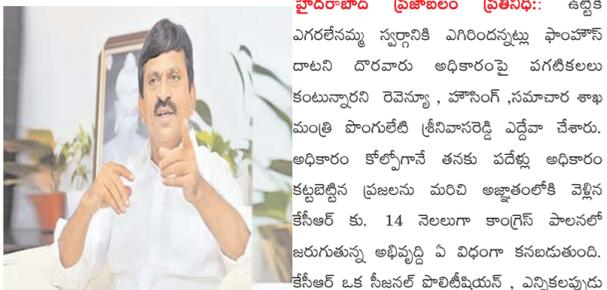 హైదరాబాద్ ప్రజాబలం ప్రతినిధి:: ఉట్టికి
ఎగరలేనమ్మ స్వర్గానికి ఎగిరిందన్నట్లు ఫాంహౌస్
దాటని దొరవారు అధికారంపై పగటికలలు
కంటున్నారని రెవెన్యూ , హౌసింగ్ ,సమాచార శాఖ
మంత్రి పొంగులేటి శ్రీనివాసరెడ్డి ఎద్దేవా చేశారు.
అధికారం కోల్పోగానే తనకు పదేళ్లు అధికారం
కట్టబెట్టిన ప్రజలను మరిచి అజ్ఞాతంలోకి వెళ్లిన
కేసీఆర్ కు. 14 నెలలుగా కాంగ్రెస్ పాలనలో
జరుగుతున్న అభివృద్ది ఏ విధంగా కనబడుతుంది.
కేసీఆర్ ఒక సీజనల్ పొలిటీషియన్ , ఎన్నికలప్పుడు